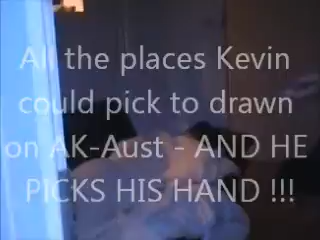 All the places Kevin
could pick to drawn
on AK-Aust - AND HE
PICKS HIS HAND !!!